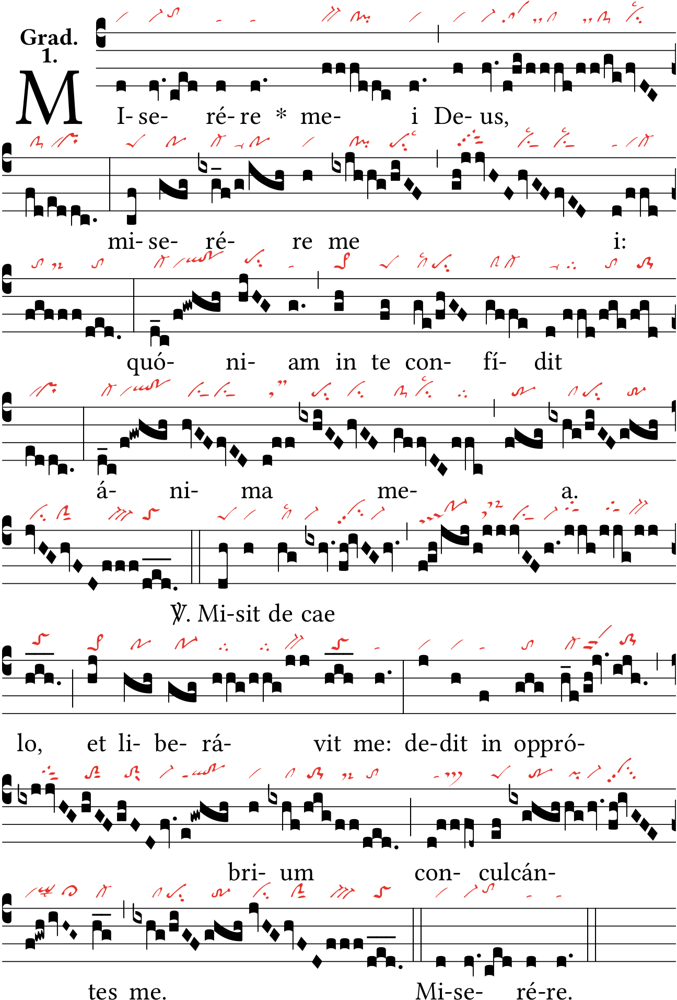 Grad.
1.
MI-se- ré-re * me- i De-us,
mi-se- ré- re me i:
quó- ni- am in te con- fí- dit
á- ni- ma me- a.
℣. Mi-sit de cae
lo, et li-be-rá- vit me: de-dit in oppró-
bri-um con- culcán-
tes me. Mi-se- ré-re.